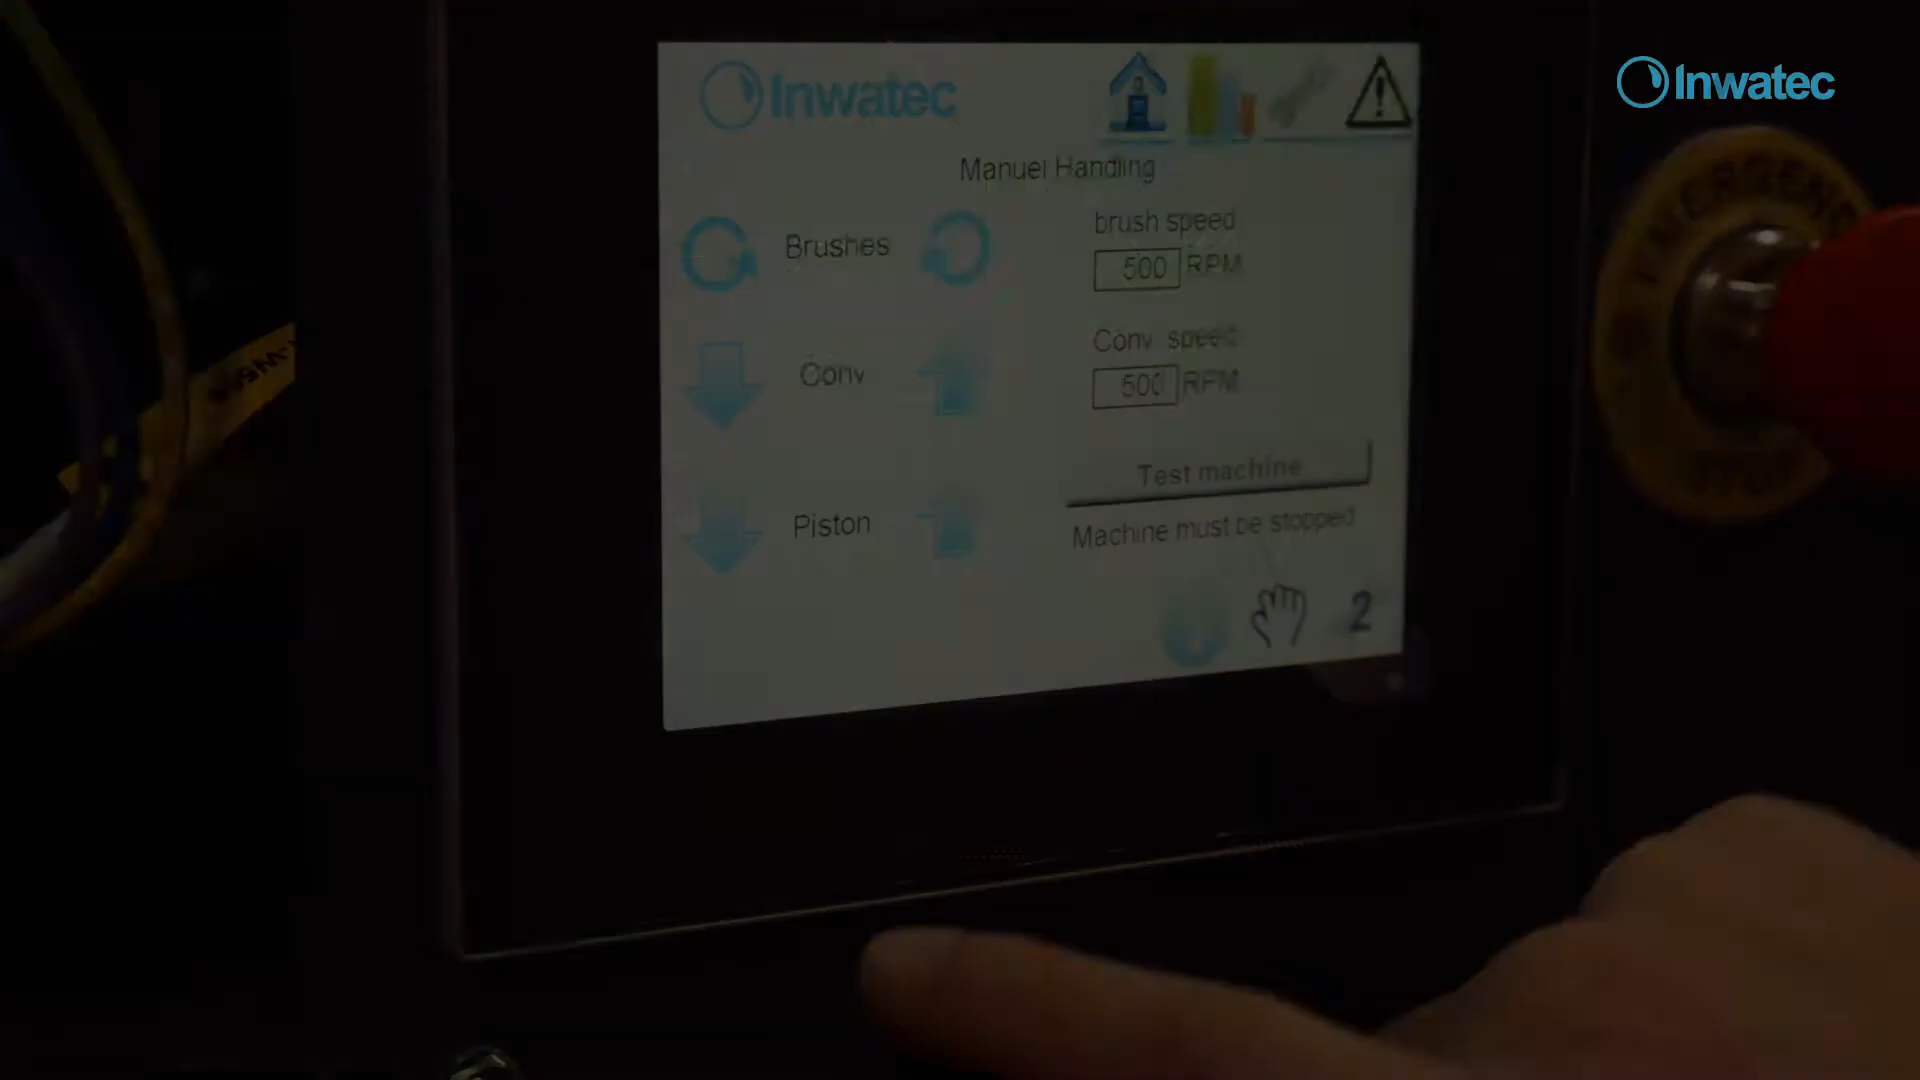 Inwatec
Inwatec
Manuel Handling
Brushes
brush speed
500 RPM
Conv
Conv. speed
500 RPM
Test machine
Piston
Machine must be stopped
2
EMERGENC